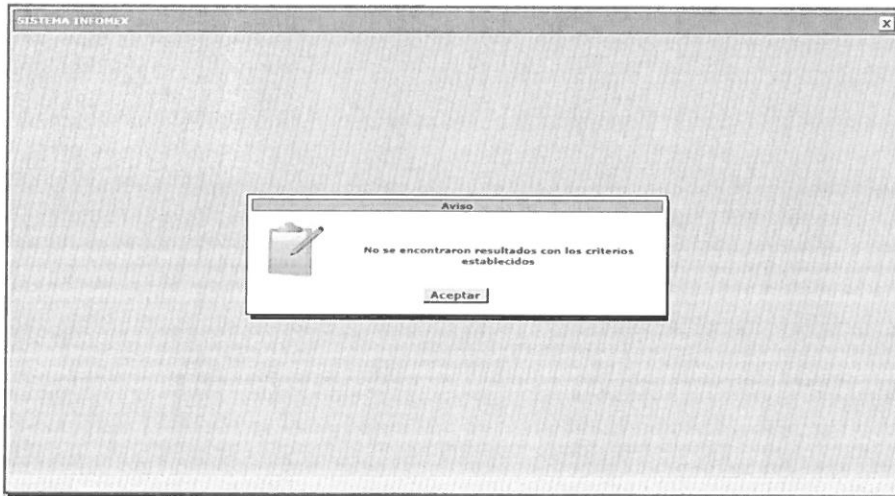 SISTEMA INFOMEX
X
Aviso
No se encontraron resultados con los criterios
establecidos
Aceptar